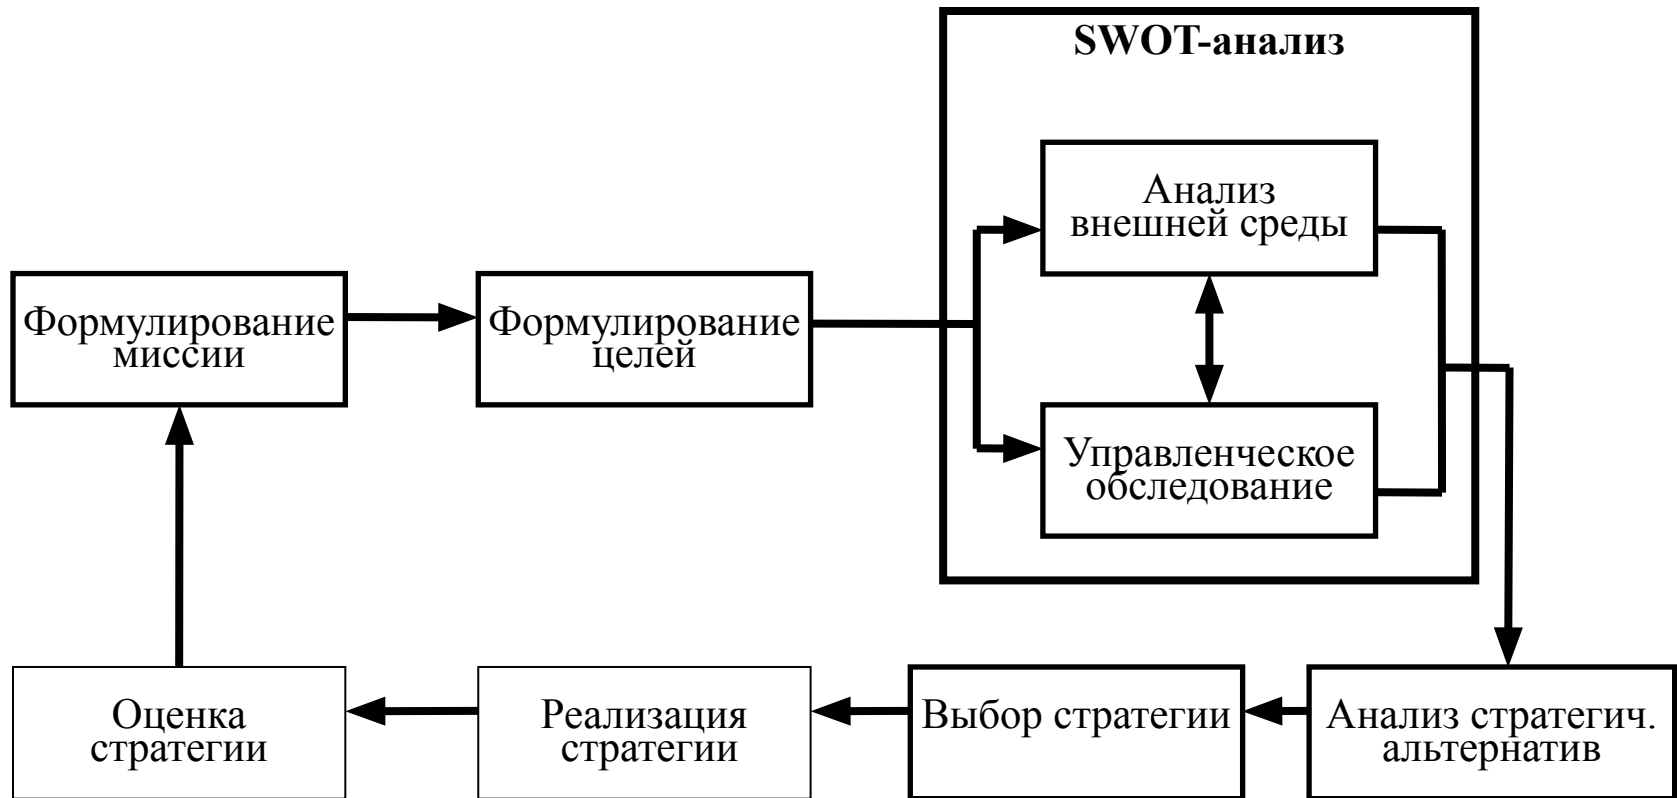 SWOT-анализ
Анализ
внешней среды
Формулирование
миссии
Формулирование
целей
Управленческое
обследование
Оценка
стратегии
Реализация
стратегии
Выбор стратегии
Анализ стратегич.
альтернатив